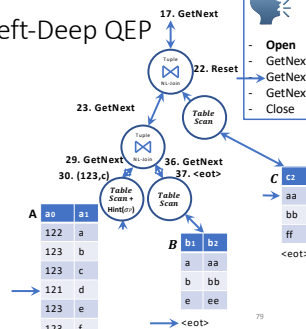 17. GetNext
eft-Deep QEP
Tuple
NL-Join
22. Reset
- Open
- GetNex
- GetNex
- GetNex
- Close
23. GetNext
Table
Scan
Tuple
NL-Join
29. GetNext
30. (123,c)
36. GetNext
37. <eot>
Table
Scan +
Table
Scan
A
a0 a1
122 a
123 b
123 c
121 d
123 e
123 f
B
b1 b2
a aa
b bb
e ee
<eot>
C
c2
aa
bb
ff
<eot>
79